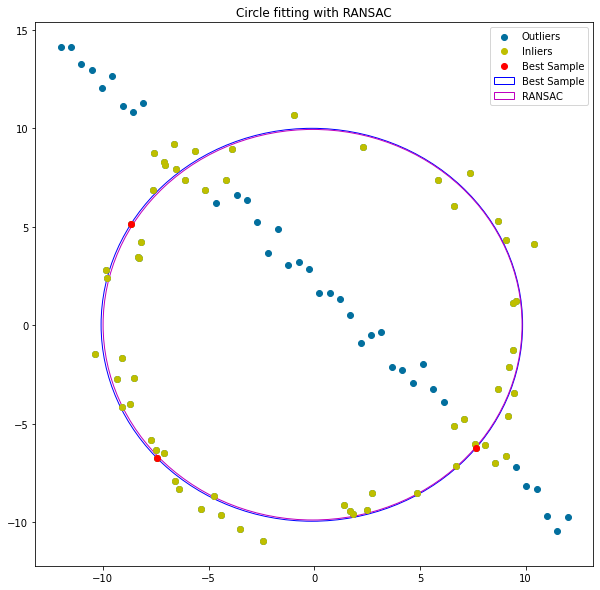 Circle fitting with RANSAC
Outliers
Inliers
Best Sample
Best Sample
RANSAC
15
10
5
0
−5
−10
−10
−5
0
5
10